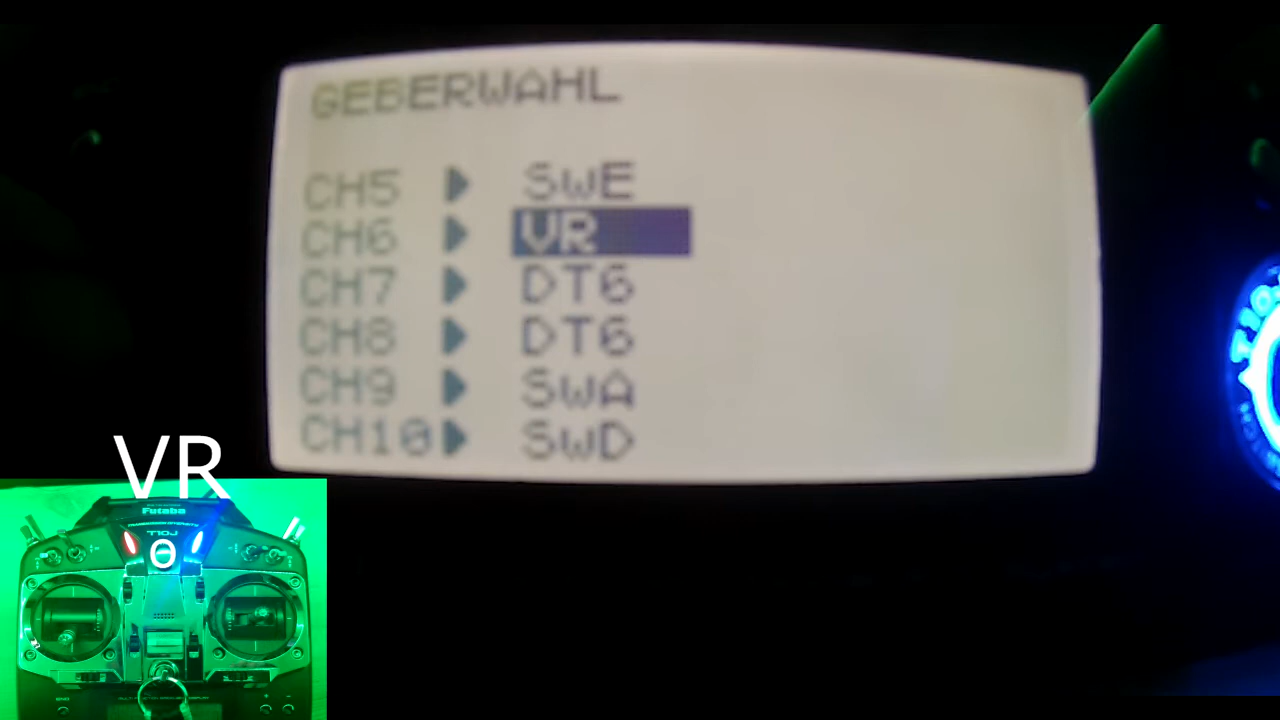 GEBERWAHL
CH5 ▶ SwE
CH6 ▶ VR
CH7 ▶ DT6
CH8 ▶ DT6
CH9 ▶ SwA
CH10 ▶ SwD
VR
Futaba
T10J